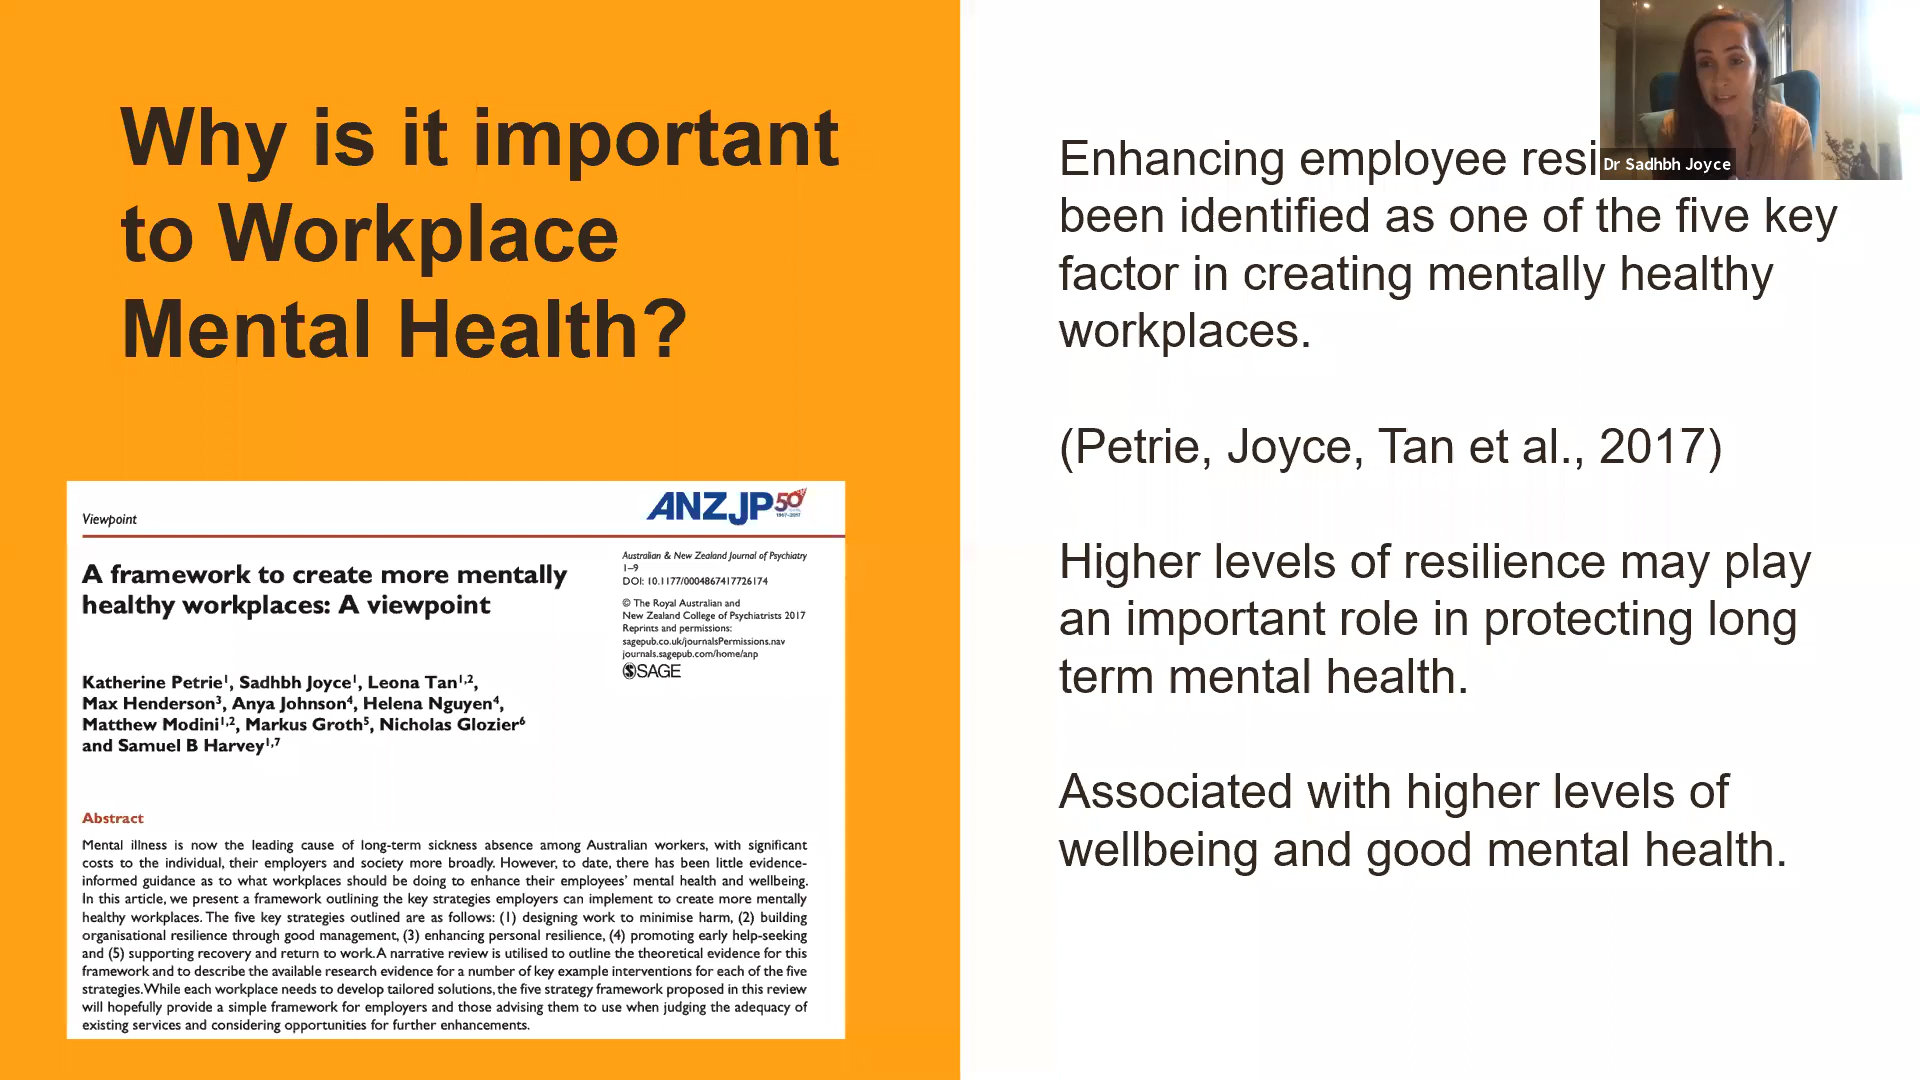 Why is it important
to Workplace
Mental Health?
Viewpoint
ANZJP 50
Australian & New Zealand Journal of Psychiatry
1–9
DOI: 10.1177/0004867417726174
© The Royal Australian and
New Zealand College of Psychiatrists 2017
Reprints and permissions:
sagepub.co.uk/journalsPermissions.nav
journals.sagepub.com/home/anp
SAGE
A framework to create more mentally
healthy workplaces: A viewpoint
Katherine Petrie1, Sadhbh Joyce1, Leona Tan1,2,
Max Henderson3, Anya Johnson4, Helena Nguyen4,
Matthew Modini1,2, Markus Groth5, Nicholas Glozier6
and Samuel B Harvey1,7
Abstract
Mental illness is now the leading cause of long-term sickness absence among Australian workers, with significant
costs to the individual, their employers and society more broadly. However, to date, there has been little evidence-
informed guidance as to what workplaces should be doing to enhance their employees’ mental health and wellbeing.
In this article, we present a framework outlining the key strategies employers can implement to create more mentally
healthy workplaces. The five key strategies outlined are as follows: (1) designing work to minimise harm, (2) building
organisational resilience through good management, (3) enhancing personal resilience, (4) promoting early help-seeking
and (5) supporting recovery and return to work. A narrative review is utilised to outline the theoretical evidence for this
framework and to describe the available research evidence for a number of key example interventions for each of the five
strategies. While each workplace needs to develop tailored solutions, the five strategy framework proposed in this review
will hopefully provide a simple framework for employers and those advising them to use when judging the adequacy of
existing services and considering opportunities for further enhancements.
Enhancing employee resi
been identified as one of the five key
factor in creating mentally healthy
workplaces.
(Petrie, Joyce, Tan et al., 2017)
Higher levels of resilience may play
an important role in protecting long
term mental health.
Associated with higher levels of
wellbeing and good mental health.
Dr Sadhbh Joyce